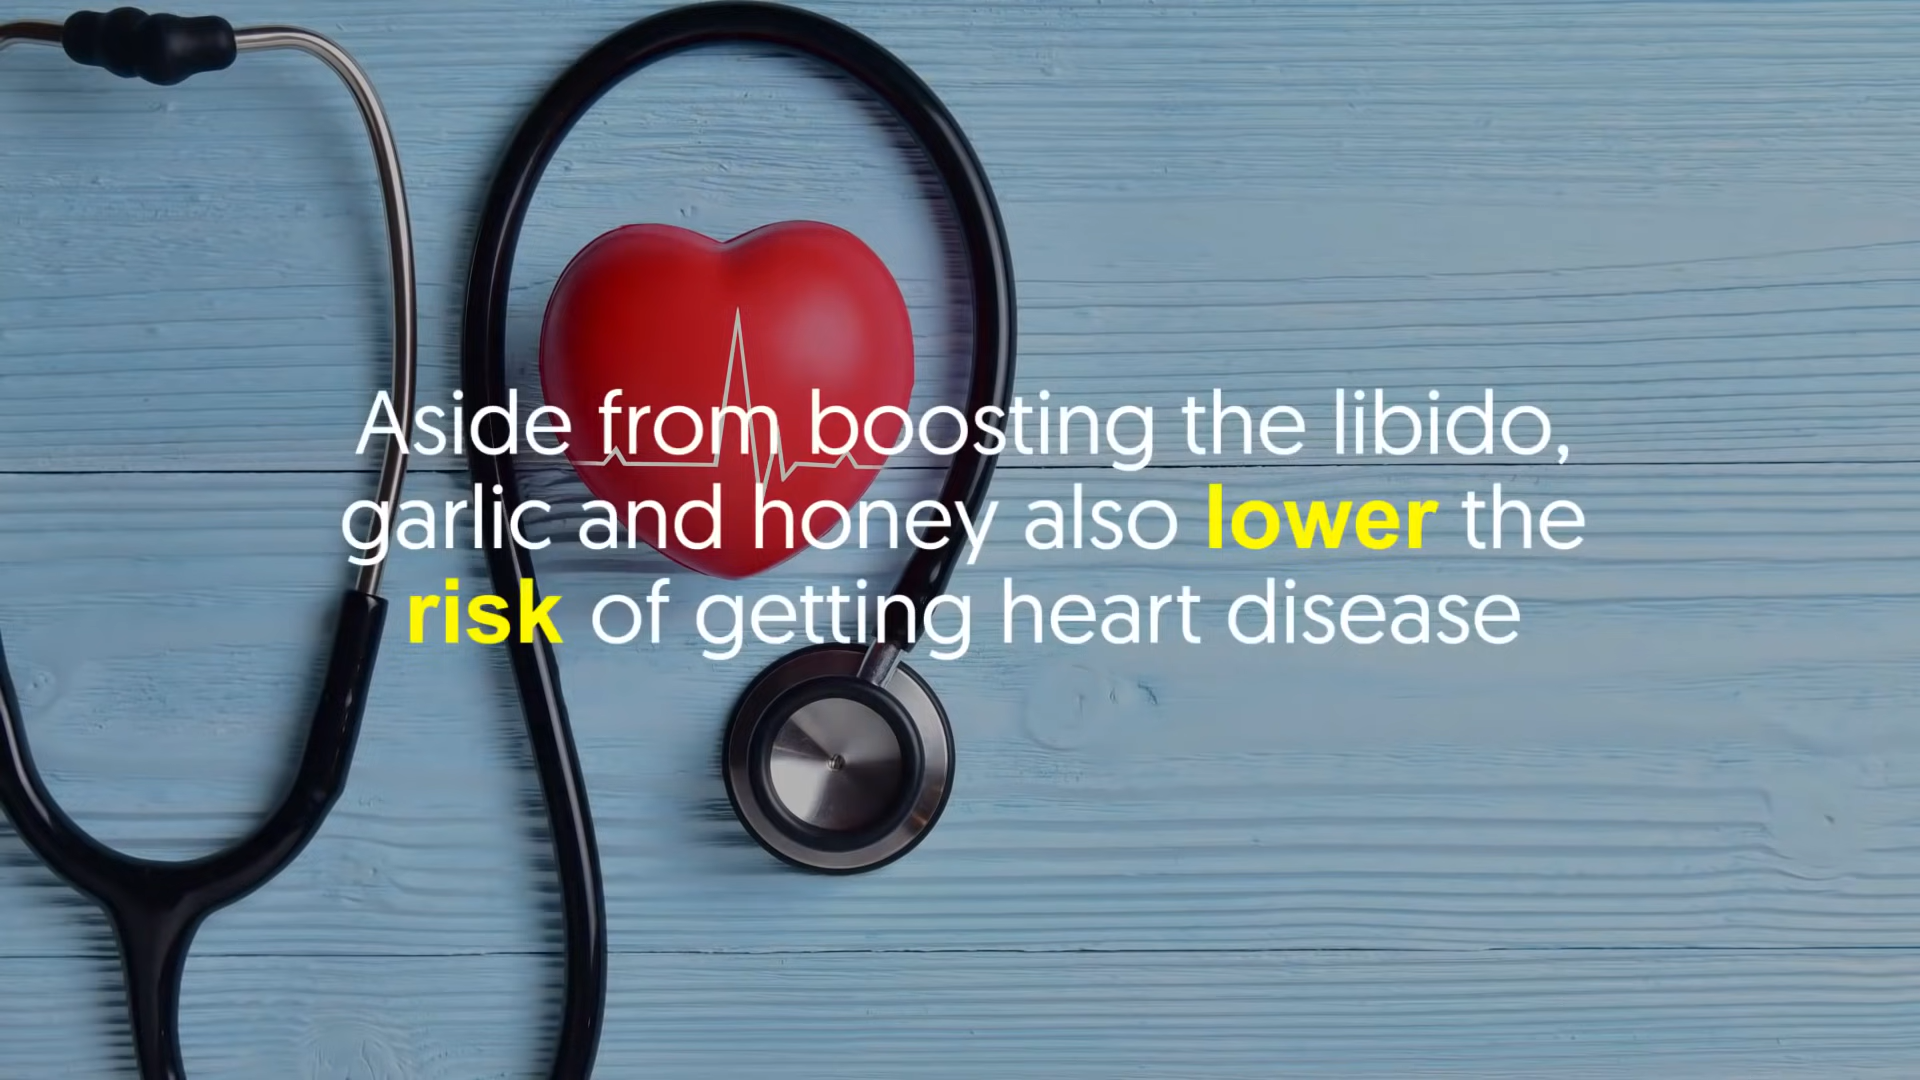 Aside from boosting the libido,
garlic and honey also lower the
risk of getting heart disease